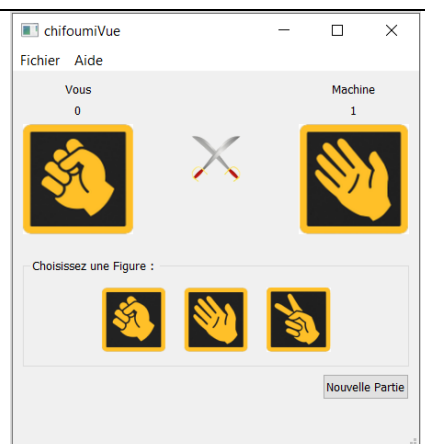 chifoumiVue
Fichier Aide
Vous
Machine
0
1
Choisissez une Figure :
Nouvelle Partie